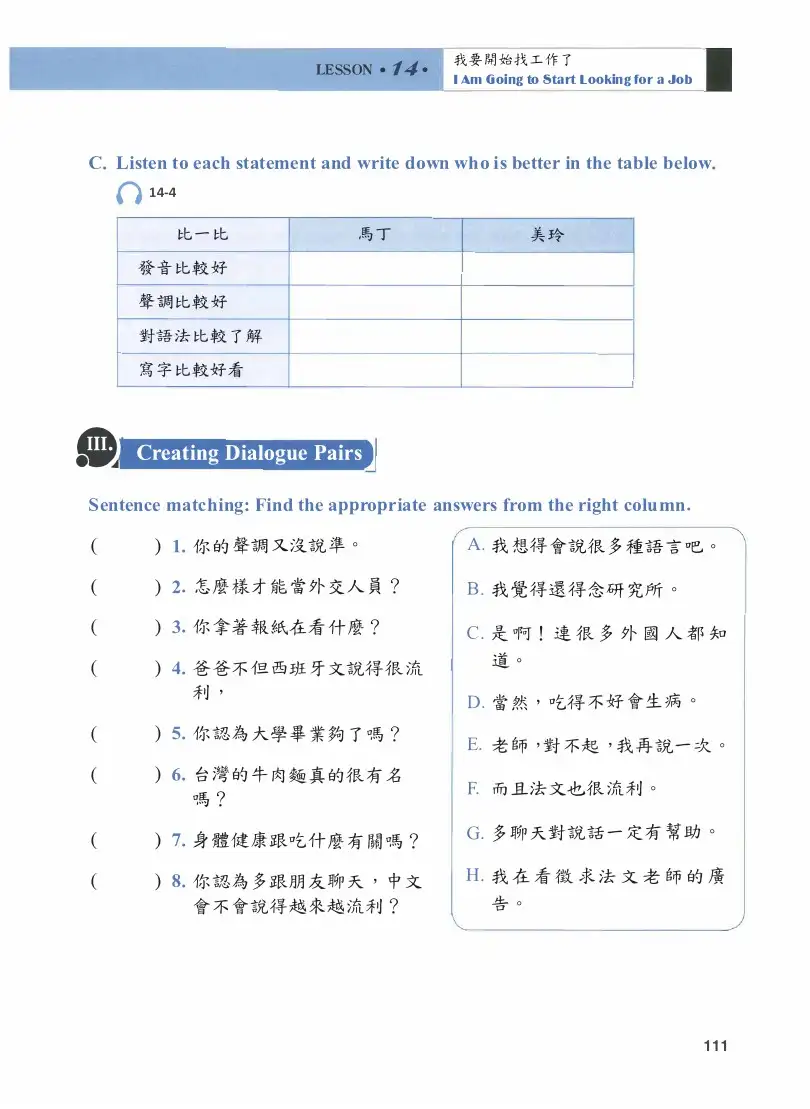 LESSON • 14 •
我要開始找工作了
I Am Going to Start Looking for a Job
C. Listen to each statement and write down who is better in the table below.
14-4
比一比 馬丁 美玲
發音比較好
聲調比較好
對語法比較了解
寫字比較好看
III. Creating Dialogue Pairs
Sentence matching: Find the appropriate answers from the right column.
( ) 1. 你的聲調又沒說準。
( ) 2. 怎麼樣才能當外交人員？
( ) 3. 你拿著報紙在看什麼？
( ) 4. 爸爸不但西班牙文說得很流
利，
( ) 5. 你認為大學畢業夠了嗎？
( ) 6. 台灣的牛肉麵真的很有名
嗎？
( ) 7. 身體健康跟吃什麼有關嗎？
( ) 8. 你認為多跟朋友聊天，中文
會不會說得越來越流利？
A. 我想得會說很多種語言吧。
B. 我覺得還得念研究所。
C. 是啊！連很多外國人都知
道。
D. 當然，吃得不好會生病。
E. 老師，對不起，我再說一次。
F. 而且法文也很流利。
G. 多聊天對說話一定有幫助。
H. 我在看徵求法文老師的廣
告。
111